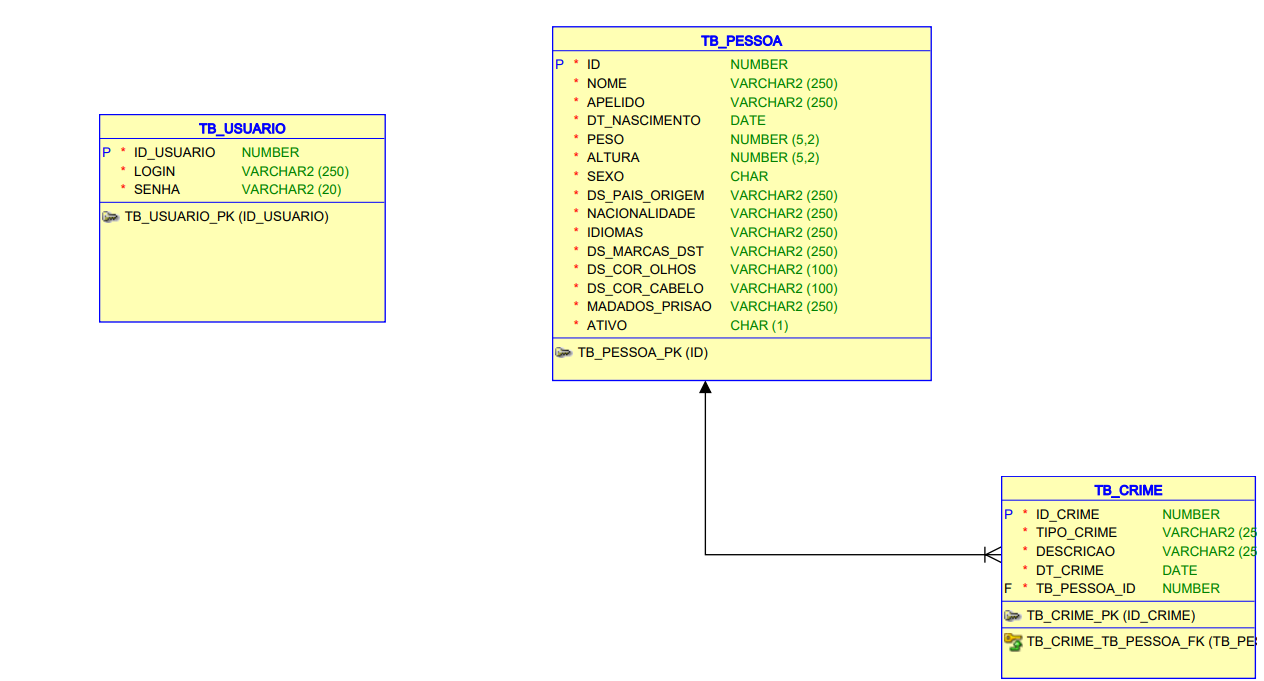 TB_PESSOA
P * ID NUMBER
* NOME VARCHAR2 (250)
* APELIDO VARCHAR2 (250)
* DT_NASCIMENTO DATE
* PESO NUMBER (5,2)
* ALTURA NUMBER (5,2)
* SEXO CHAR
* DS_PAIS_ORIGEM VARCHAR2 (250)
* NACIONALIDADE VARCHAR2 (250)
* IDIOMAS VARCHAR2 (250)
* DS_MARCAS_DST VARCHAR2 (250)
* DS_COR_OLHOS VARCHAR2 (100)
* DS_COR_CABELO VARCHAR2 (100)
* MADADOS_PRISAO VARCHAR2 (250)
* ATIVO CHAR (1)
TB_PESSOA_PK (ID)
TB_USUARIO
P * ID_USUARIO NUMBER
* LOGIN VARCHAR2 (250)
* SENHA VARCHAR2 (20)
TB_USUARIO_PK (ID_USUARIO)
TB_CRIME
P * ID_CRIME NUMBER
* TIPO_CRIME VARCHAR2 (25
* DESCRICAO VARCHAR2 (25
* DT_CRIME DATE
F * TB_PESSOA_ID NUMBER
TB_CRIME_PK (ID_CRIME)
TB_CRIME_TB_PESSOA_FK (TB_PE